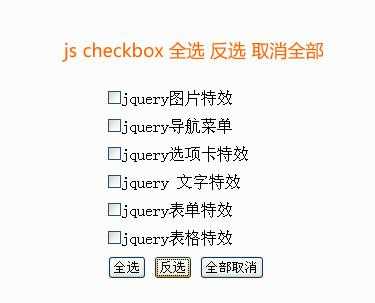 js checkbox 全选 反选 取消全部
jquery图片特效
jquery导航菜单
jquery选项卡特效
jquery 文字特效
jquery表单特效
jquery表格特效
全选 反选 全部取消